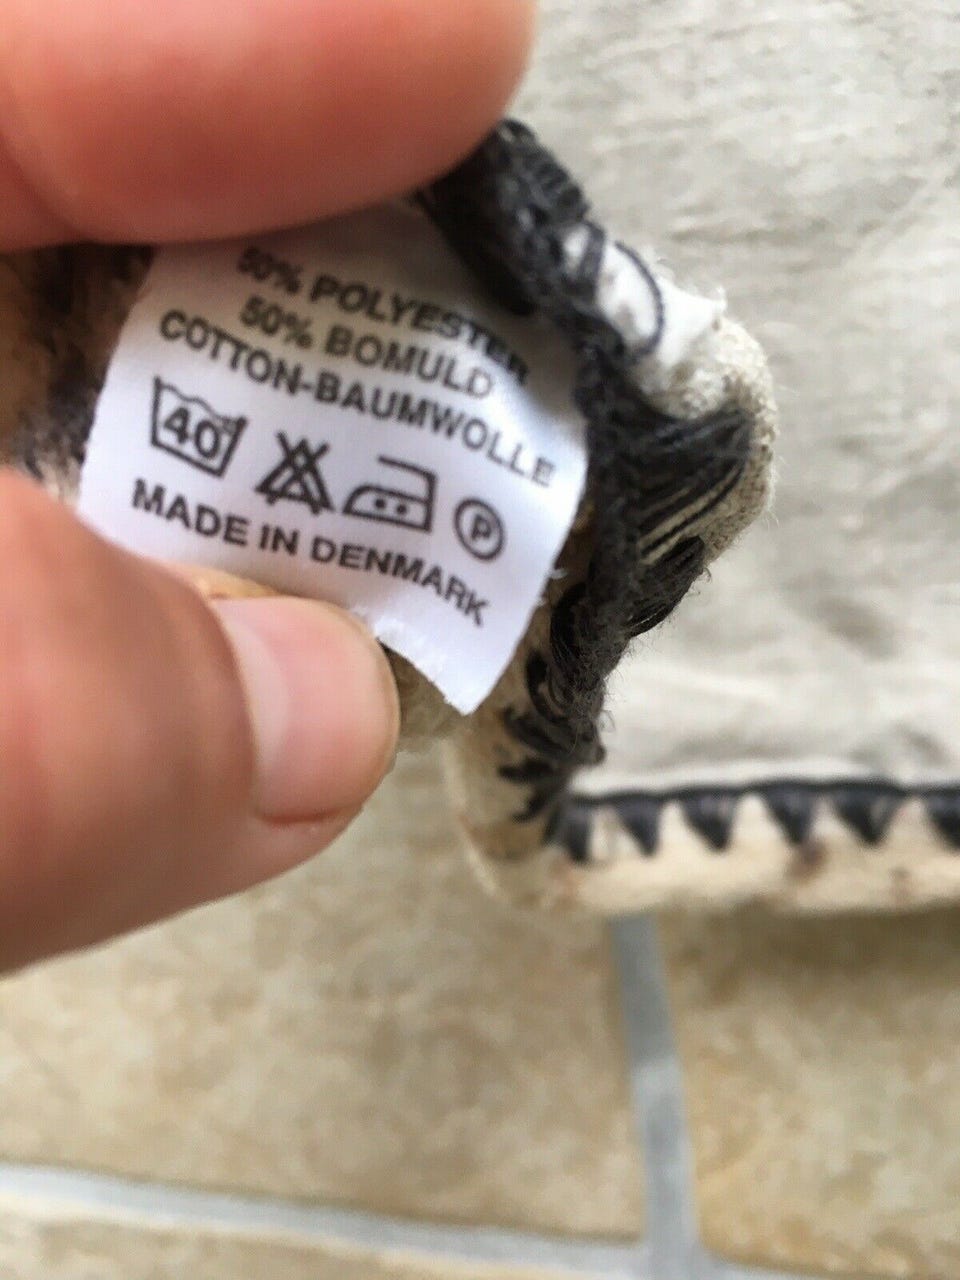 50% POLYESTER
50% BOMULD
COTTON-BAUMWOLLE
40 P
MADE IN DENMARK